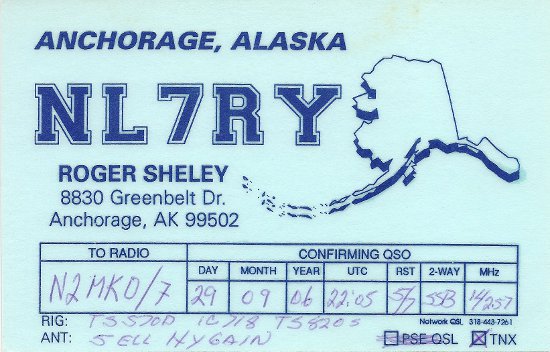 ANCHORAGE, ALASKA
NL7RY
ROGER SHELEY
8830 Greenbelt Dr.
Anchorage, AK 99502
TO RADIO CONFIRMING QSO
DAY MONTH YEAR UTC RST 2-WAY MHz
N2MKO/7 29 09 06 22:05 5/7 SSB 14/257
Network QSL 318-443-7261
RIG: TS570D IC718 TS820S
ANT: 5 ELL HYGAIN PSE QSL TNX